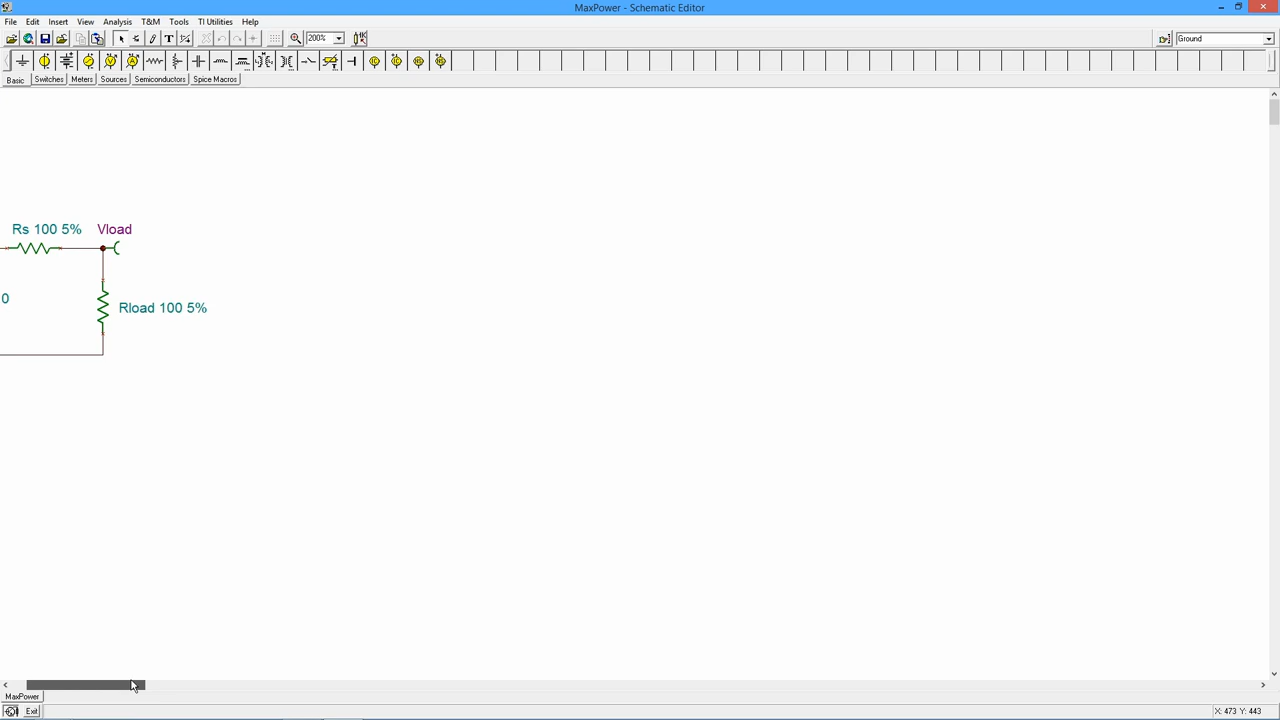 MaxPower - Schematic Editor
File Edit Insert View Analysis T&M Tools TI Utilities Help
200% Ground
Basic Switches Meters Sources Semiconductors Spice Macros
Rs 100 5% Vload
0
Rload 100 5%
MaxPower
Exit X: 473 Y: 443